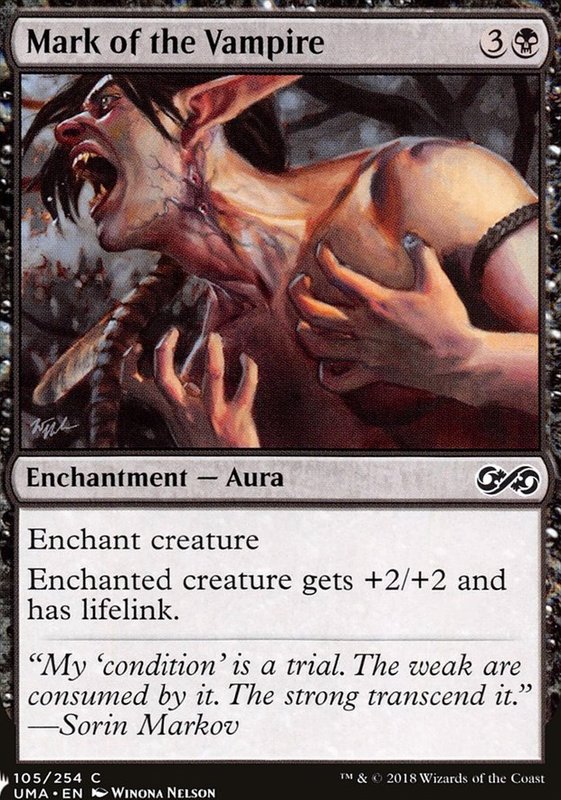 Mark of the Vampire 3
Enchantment — Aura
Enchant creature
Enchanted creature gets +2/+2 and
has lifelink.
“My ‘condition’ is a trial. The weak are
consumed by it. The strong transcend it.”
—Sorin Markov
105/254 C
UMA • EN Winona Nelson
™ & © 2018 Wizards of the Coast